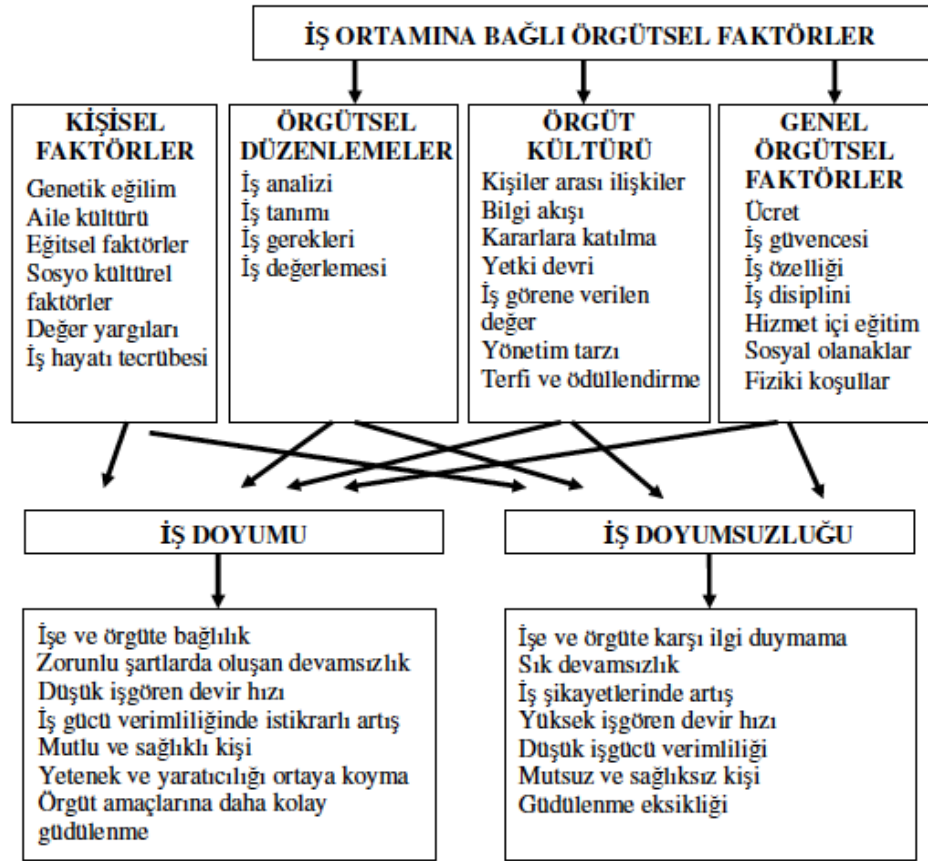 İŞ ORTAMINA BAĞLI ÖRGÜTSEL FAKTÖRLER
KİŞİSEL
FAKTÖRLER
Genetik eğilim
Aile kültürü
Eğitsel faktörler
Sosyo kültürel
faktörler
Değer yargıları
İş hayatı tecrübesi
ÖRGÜTSEL
DÜZENLEMELER
İş analizi
İş tanımı
İş gerekleri
İş değerlemesi
ÖRGÜT
KÜLTÜRÜ
Kişiler arası ilişkiler
Bilgi akışı
Kararlara katılma
Yetki devri
İş görene verilen
değer
Yönetim tarzı
Terfi ve ödüllendirme
GENEL
ÖRGÜTSEL
FAKTÖRLER
Ücret
İş güvencesi
İş özelliği
İş disiplini
Hizmet içi eğitim
Sosyal olanaklar
Fiziki koşullar
İŞ DOYUMU
İşe ve örgüte bağlılık
Zorunlu şartlarda oluşan devamsızlık
Düşük işgören devir hızı
İş gücü verimliliğinde istikrarlı artış
Mutlu ve sağlıklı kişi
Yetenek ve yaratıcılığı ortaya koyma
Örgüt amaçlarına daha kolay
güdülenme
İŞ DOYUMSUZLUĞU
İşe ve örgüte karşı ilgi duymama
Sık devamsızlık
İş şikayetlerinde artış
Yüksek işgören devir hızı
Düşük işgücü verimliliği
Mutsuz ve sağlıksız kişi
Güdülenme eksikliği